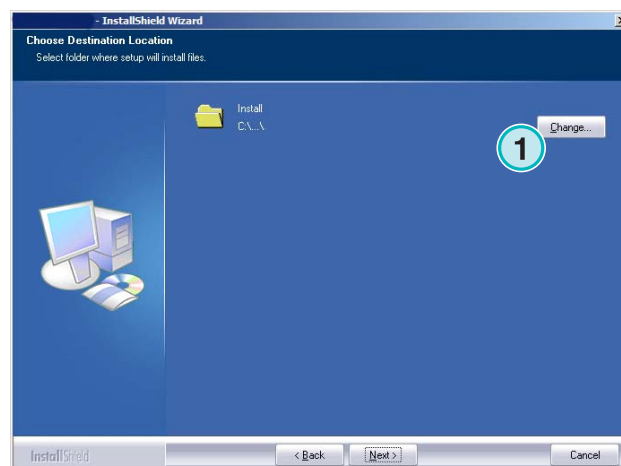 - InstallShield Wizard
Choose Destination Location
Select folder where setup will install files.
Install
C:\...\
Change...
1
InstallShield
< Back
Next >
Cancel